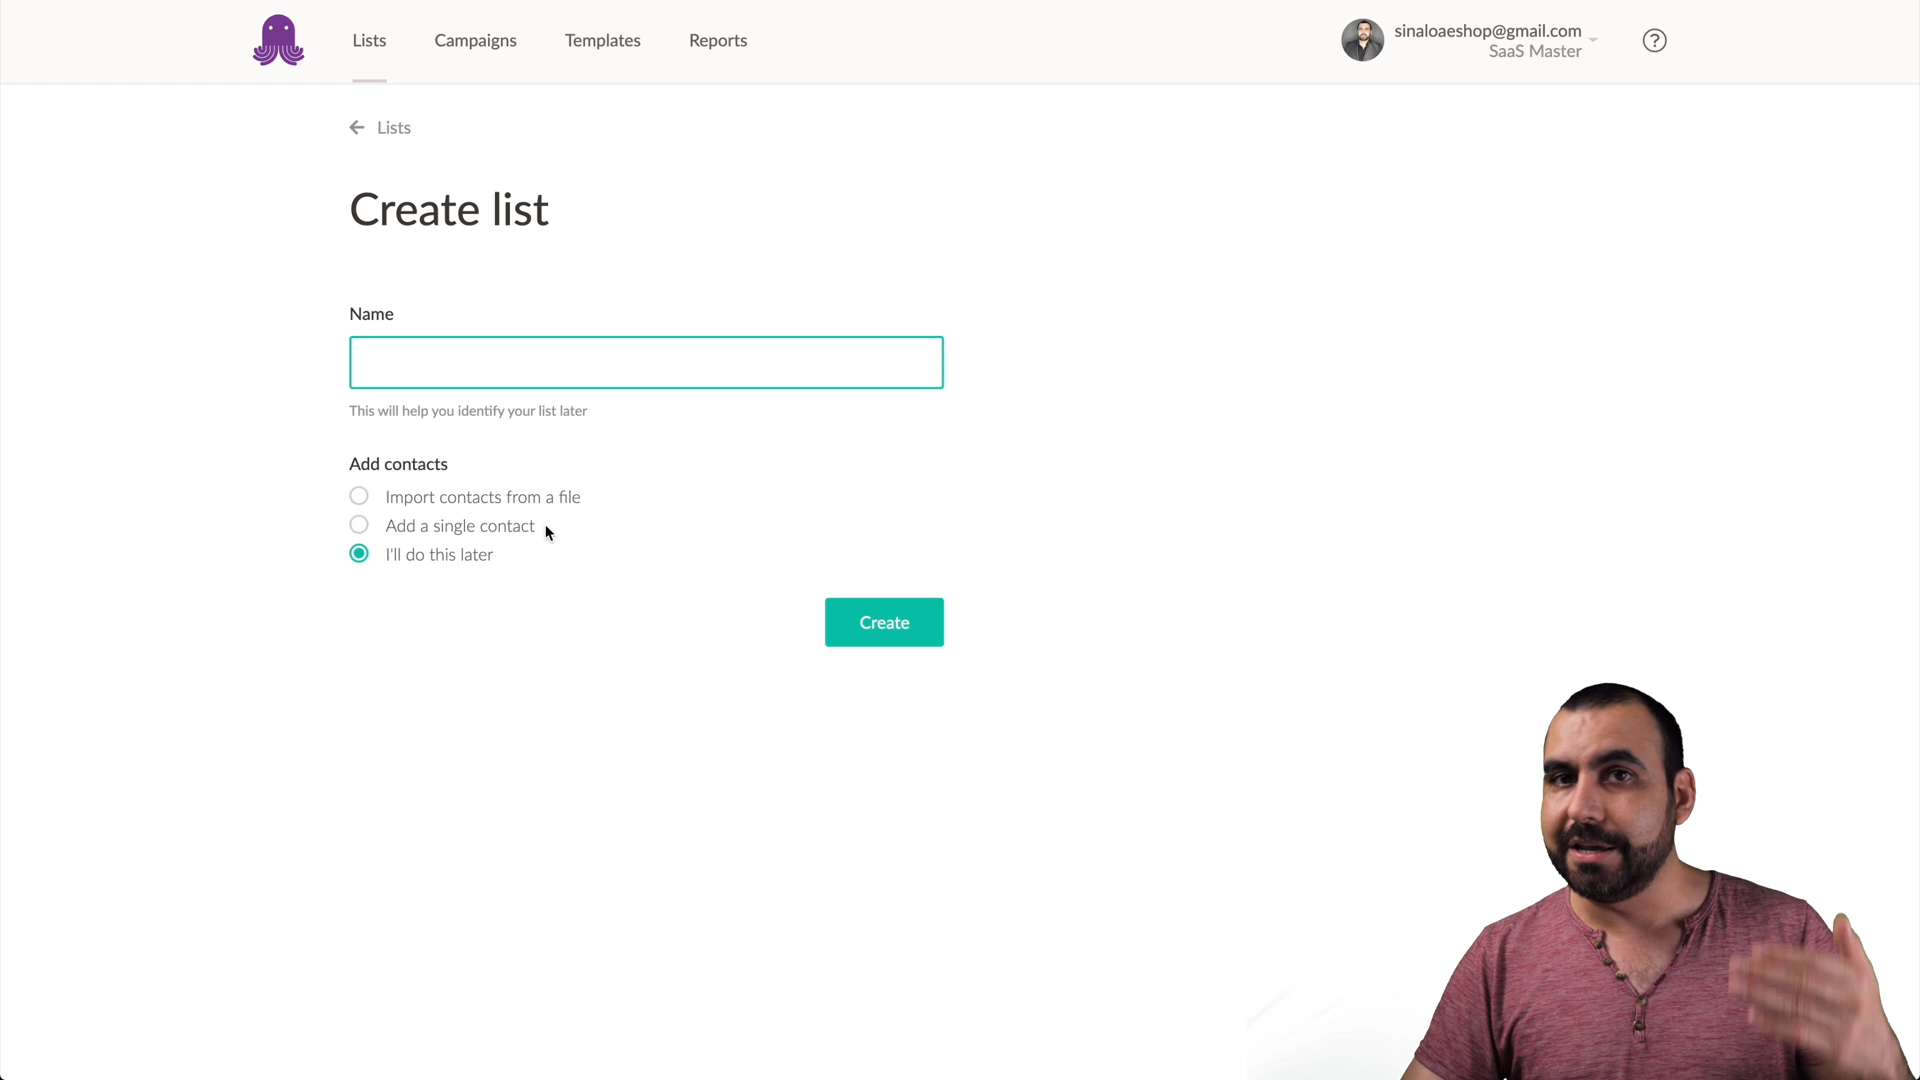 Lists
Campaigns
Templates
Reports
sinaloaeshop@gmail.com
SaaS Master
?
← Lists
Create list
Name
This will help you identify your list later
Add contacts
Import contacts from a file
Add a single contact
I'll do this later
Create